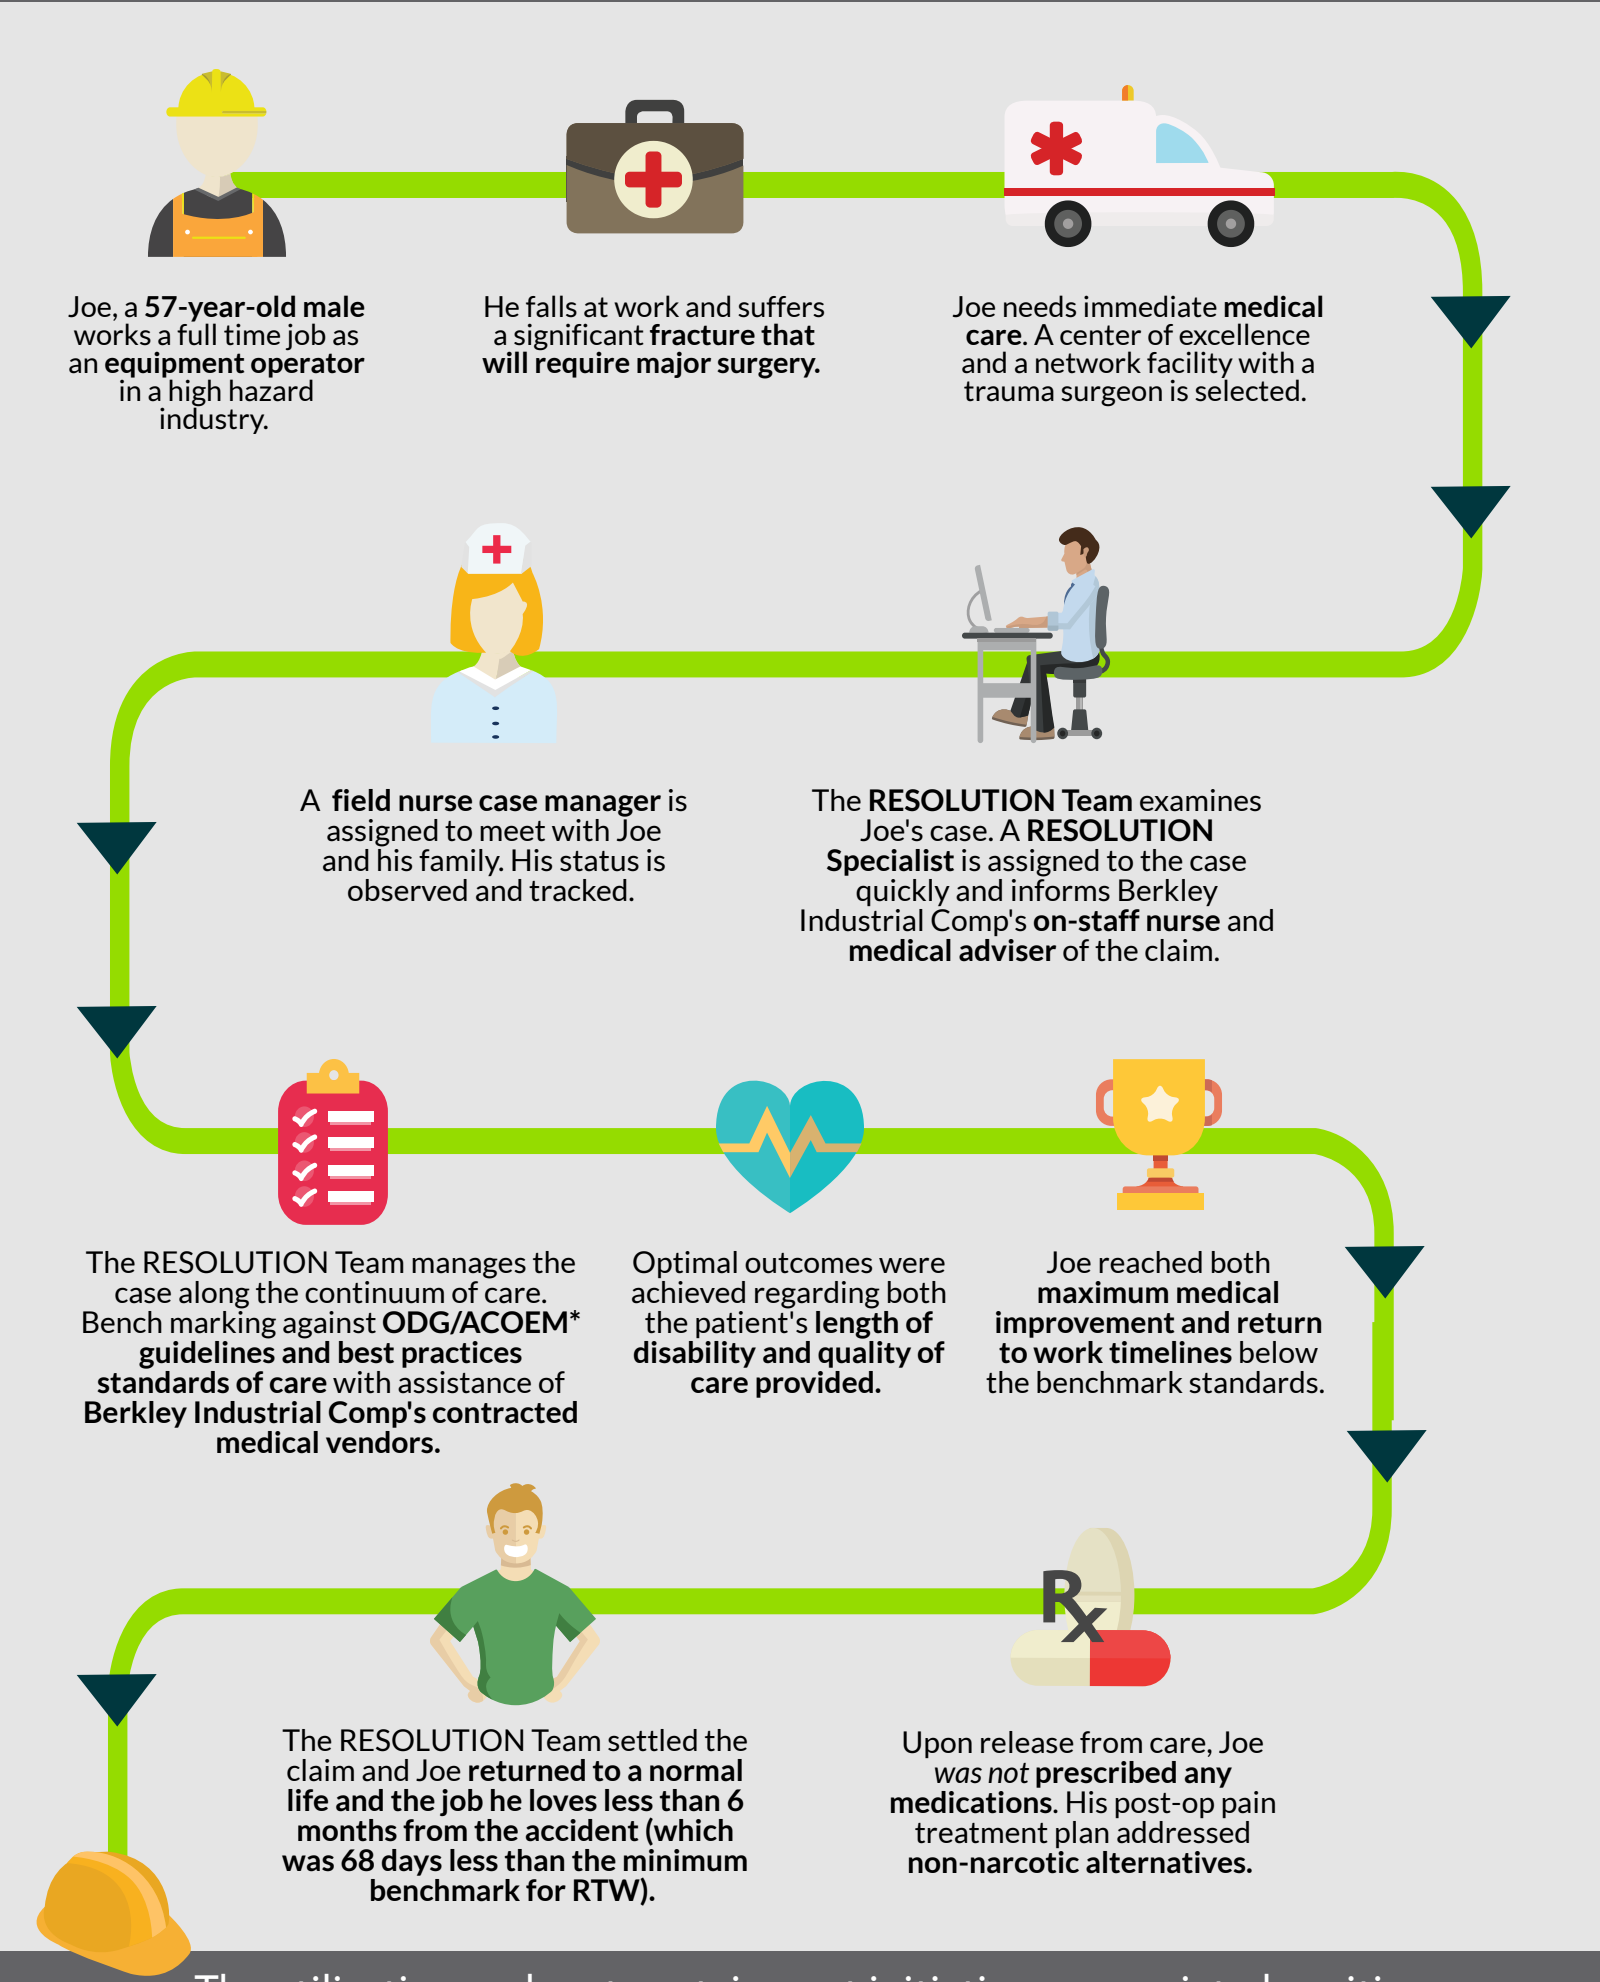 Joe, a 57-year-old male
works a full time job as
an equipment operator
in a high hazard
industry.
He falls at work and suffers
a significant fracture that
will require major surgery.
Joe needs immediate medical
care. A center of excellence
and a network facility with a
trauma surgeon is selected.
The RESOLUTION Team examines
Joe's case. A RESOLUTION
Specialist is assigned to the case
quickly and informs Berkley
Industrial Comp's on-staff nurse and
medical adviser of the claim.
A field nurse case manager is
assigned to meet with Joe
and his family. His status is
observed and tracked.
The RESOLUTION Team manages the
case along the continuum of care.
Bench marking against ODG/ACOEM*
guidelines and best practices
standards of care with assistance of
Berkley Industrial Comp's contracted
medical vendors.
Optimal outcomes were
achieved regarding both
the patient's length of
disability and quality of
care provided.
Joe reached both
maximum medical
improvement and return
to work timelines below
the benchmark standards.
Rx
Upon release from care, Joe
was not prescribed any
medications. His post-op pain
treatment plan addressed
non-narcotic alternatives.
The RESOLUTION Team settled the
claim and Joe returned to a normal
life and the job he loves less than 6
months from the accident (which
was 68 days less than the minimum
benchmark for RTW).